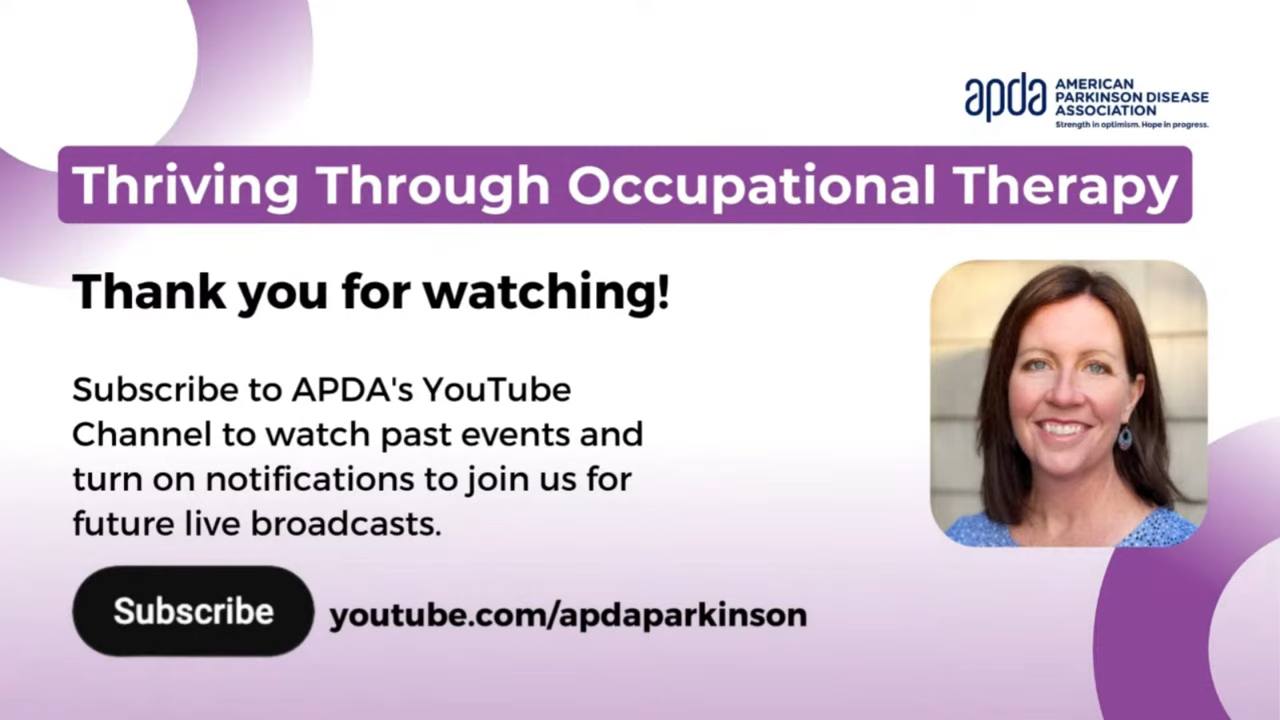 apda
AMERICAN
PARKINSON DISEASE
ASSOCIATION
Strength in optimism. Hope in progress.
Thriving Through Occupational Therapy
Thank you for watching!
Subscribe to APDA's YouTube
Channel to watch past events and
turn on notifications to join us for
future live broadcasts.
Subscribe
youtube.com/apdaparkinson